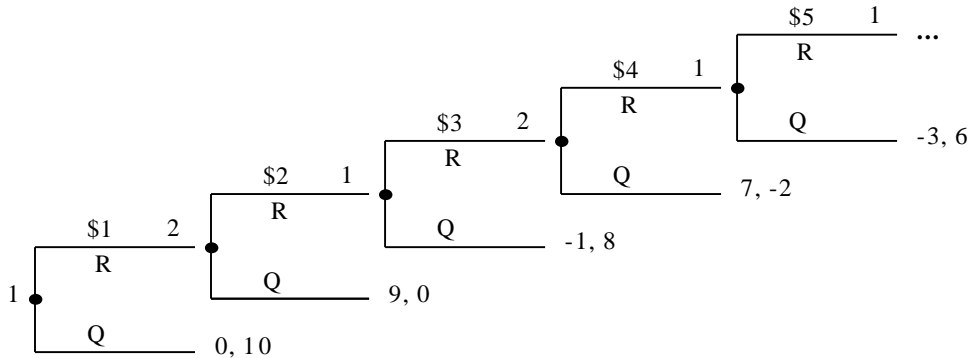 $5 1
R ...
$4 1
R
Q -3, 6
$3 2
R
Q 7, -2
$2 1
R
Q -1, 8
$1 2
R
Q 9, 0
1
Q 0, 10